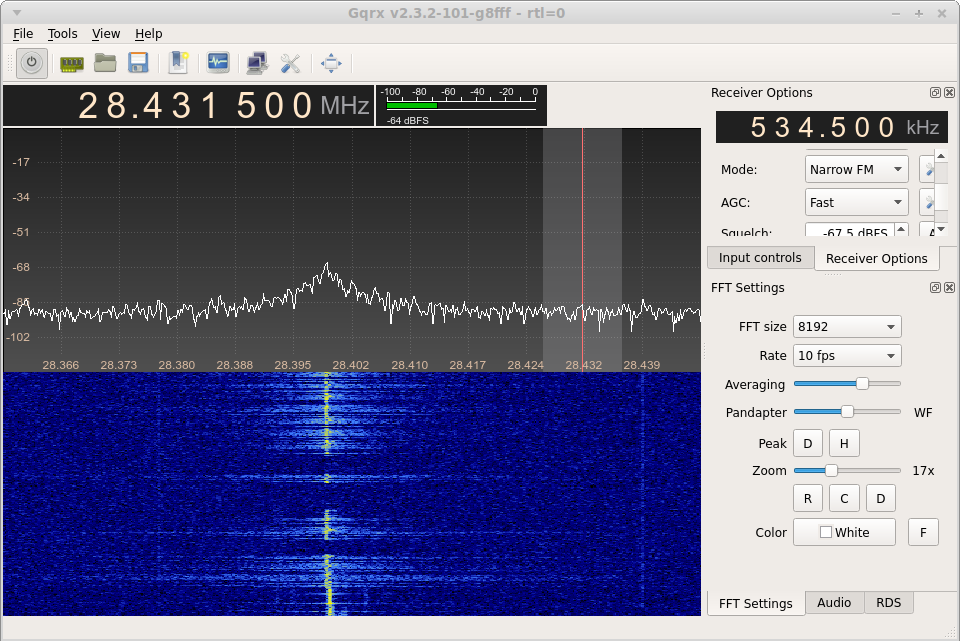 Gqrx v2.3.2-101-g8fff - rtl=0
File Tools View Help
28.431 500 MHz
-100 -80 -60 -40 -20 0
-64 dBFS
-17
-34
-51
-68
-85
-102
28.366 28.373 28.380 28.388 28.395 28.402 28.410 28.417 28.424 28.432 28.439
Receiver Options
534.500 kHz
Mode: Narrow FM
AGC: Fast
Squelch: -67.5 dBFS A
Input controls Receiver Options
FFT Settings
FFT size 8192
Rate 10 fps
Averaging
Pandapter WF
Peak D H
Zoom 17x
R C D
Color White F
FFT Settings Audio RDS